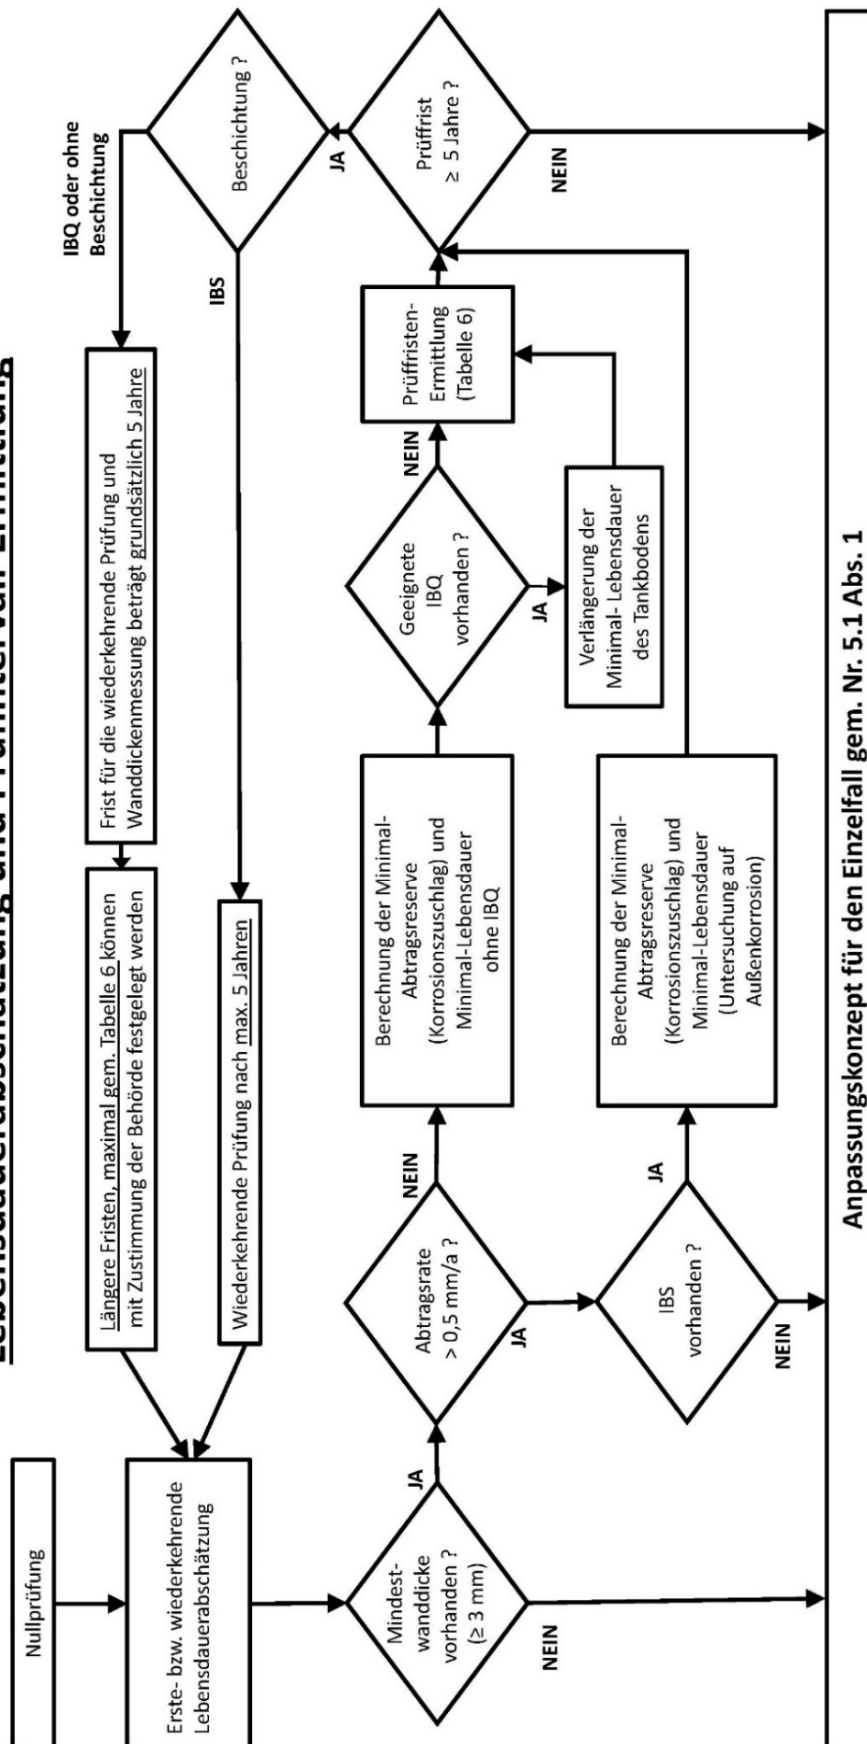 Lebensdauerabschätzung und Prüfintervall-Ermittlung
Nullprüfung
Erste- bzw. wiederkehrende
Lebensdauerabschätzung
Längere Fristen, maximal gem. Tabelle 6 können
mit Zustimmung der Behörde festgelegt werden
Frist für die wiederkehrende Prüfung und
Wanddickenmessung beträgt grundsätzlich 5 Jahre
IBQ oder ohne
Beschichtung
Wiederkehrende Prüfung nach max. 5 Jahren
IBS
Beschichtung ?
JA
Mindest-
wanddicke
vorhanden ?
(≥ 3 mm)
JA
NEIN
Abtragsrate
> 0,5 mm/a ?
NEIN
JA
Berechnung der Minimal-
Abtragsreserve
(Korrosionszuschlag) und
Minimal-Lebensdauer
ohne IBQ
Geeignete
IBQ
vorhanden ?
NEIN
JA
Prüffristen-
Ermittlung
(Tabelle 6)
Prüffrist
≥ 5 Jahre ?
NEIN
IBS
vorhanden ?
JA
NEIN
Berechnung der Minimal-
Abtragsreserve
(Korrosionszuschlag) und
Minimal-Lebensdauer
(Untersuchung auf
Außenkorrosion)
Verlängerung der
Minimal- Lebensdauer
des Tankbodens
Anpassungskonzept für den Einzelfall gem. Nr. 5.1 Abs. 1